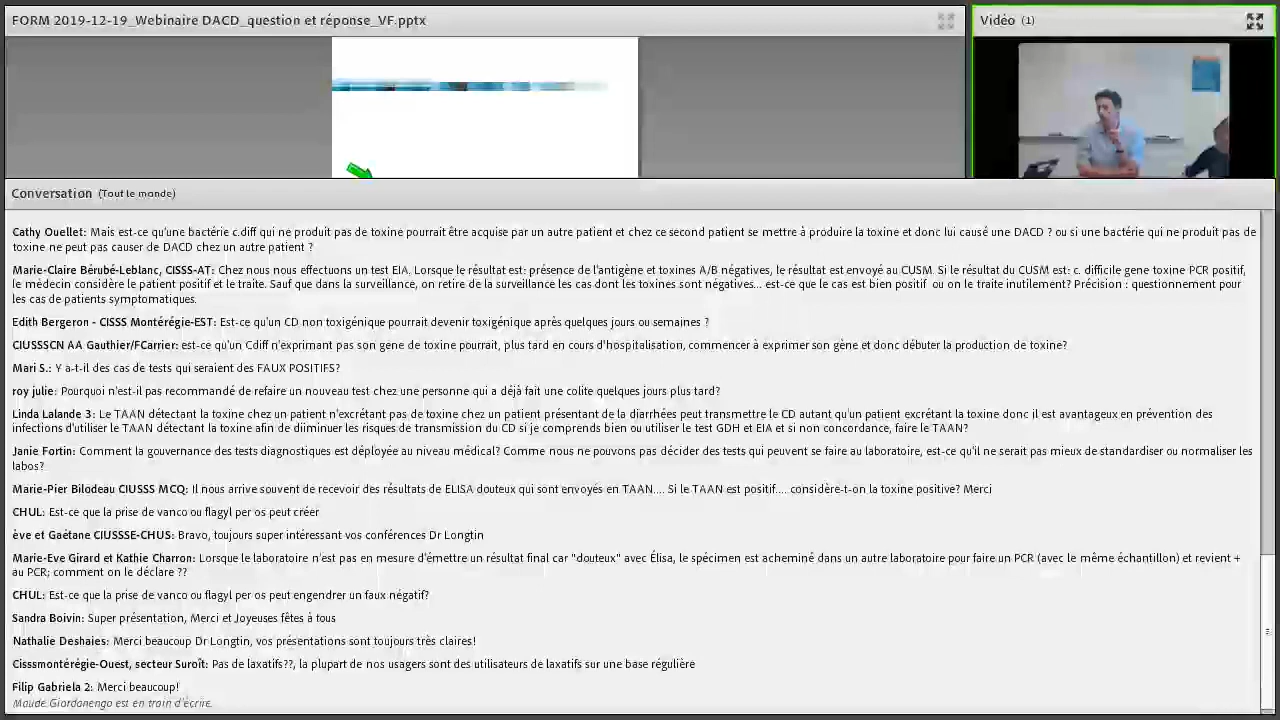 FORM 2019-12-19_Webinaire DACD_question et réponse_VF.pptx
Vidéo (1)
Conversation (Tout le monde)
Cathy Ouellet: Mais est-ce qu'une bactérie c.diff qui ne produit pas de toxine pourrait être acquise par un autre patient et chez ce second patient se mettre à produire la toxine et donc lui causé une DACD ? ou si une bactérie qui ne produit pas de
toxine ne peut pas causer de DACD chez un autre patient ?
Marie-Claire Bérubé-Leblanc, CISSS-AT: Chez nous nous effectuons un test EIA. Lorsque le résultat est: présence de l'antigène et toxines A/B négatives, le résultat est envoyé au CUSM. Si le résultat du CUSM est: c. difficile gene toxine PCR positif,
le médecin considère le patient positif et le traite. Sauf que dans la surveillance, on retire de la surveillance les cas dont les toxines sont négatives... est-ce que le cas est bien positif ou on le traite inutilement? Précision : questionnement pour
les cas de patients symptomatiques.
Edith Bergeron - CISSS Montérégie-EST: Est-ce qu'un CD non toxigénique pourrait devenir toxigénique après quelques jours ou semaines ?
CIUSSSCN AA Gauthier/FCarrier: est-ce qu'un Cdiff n'exprimant pas son gene de toxine pourrait, plus tard en cours d'hospitalisation, commencer à exprimer son gène et donc débuter la production de toxine?
Mari S.: Y a-t-il des cas de tests qui seraient des FAUX POSITIFS?
roy julie: Pourquoi n'est-il pas recommandé de refaire un nouveau test chez une personne qui a déjà fait une colite quelques jours plus tard?
Linda Lalande 3: Le TAAN détectant la toxine chez un patient n'excrétant pas de toxine chez un patient présentant de la diarrhées peut transmettre le CD autant qu'un patient excrétant la toxine donc il est avantageux en prévention des
infections d'utiliser le TAAN détectant la toxine afin de diiminuer les risques de transmission du CD si je comprends bien ou utiliser le test GDH et EIA et si non concordance, faire le TAAN?
Janie Fortin: Comment la gouvernance des tests diagnostiques est déployée au niveau médical? Comme nous ne pouvons pas décider des tests qui peuvent se faire au laboratoire, est-ce qu'il ne serait pas mieux de standardiser ou normaliser les
labos?
Marie-Pier Bilodeau CIUSSS MCQ: Il nous arrive souvent de recevoir des résultats de ELISA douteux qui sont envoyés en TAAN.... Si le TAAN est positif.... considère-t-on la toxine positive? Merci
CHUL: Est-ce que la prise de vanco ou flagyl per os peut créer
ève et Gaétane CIUSSSE-CHUS: Bravo, toujours super intéressant vos conférences Dr Longtin
Marie-Eve Girard et Kathie Charron: Lorsque le laboratoire n'est pas en mesure d'émettre un résultat final car "douteux" avec Élisa, le spécimen est acheminé dans un autre laboratoire pour faire un PCR (avec le même échantillon) et revient +
au PCR; comment on le déclare ??
CHUL: Est-ce que la prise de vanco ou flagyl per os peut engendrer un faux négatif?
Sandra Boivin: Super présentation, Merci et Joyeuses fêtes à tous
Nathalie Deshaies: Merci beaucoup Dr Longtin, vos présentations sont toujours très claires!
Cisssmontérégie-Ouest, secteur Suroît: Pas de laxatifs??, la plupart de nos usagers sont des utilisateurs de laxatifs sur une base régulière
Filip Gabriela 2: Merci beaucoup!
Maude Giordanengo est en train d'écrire.